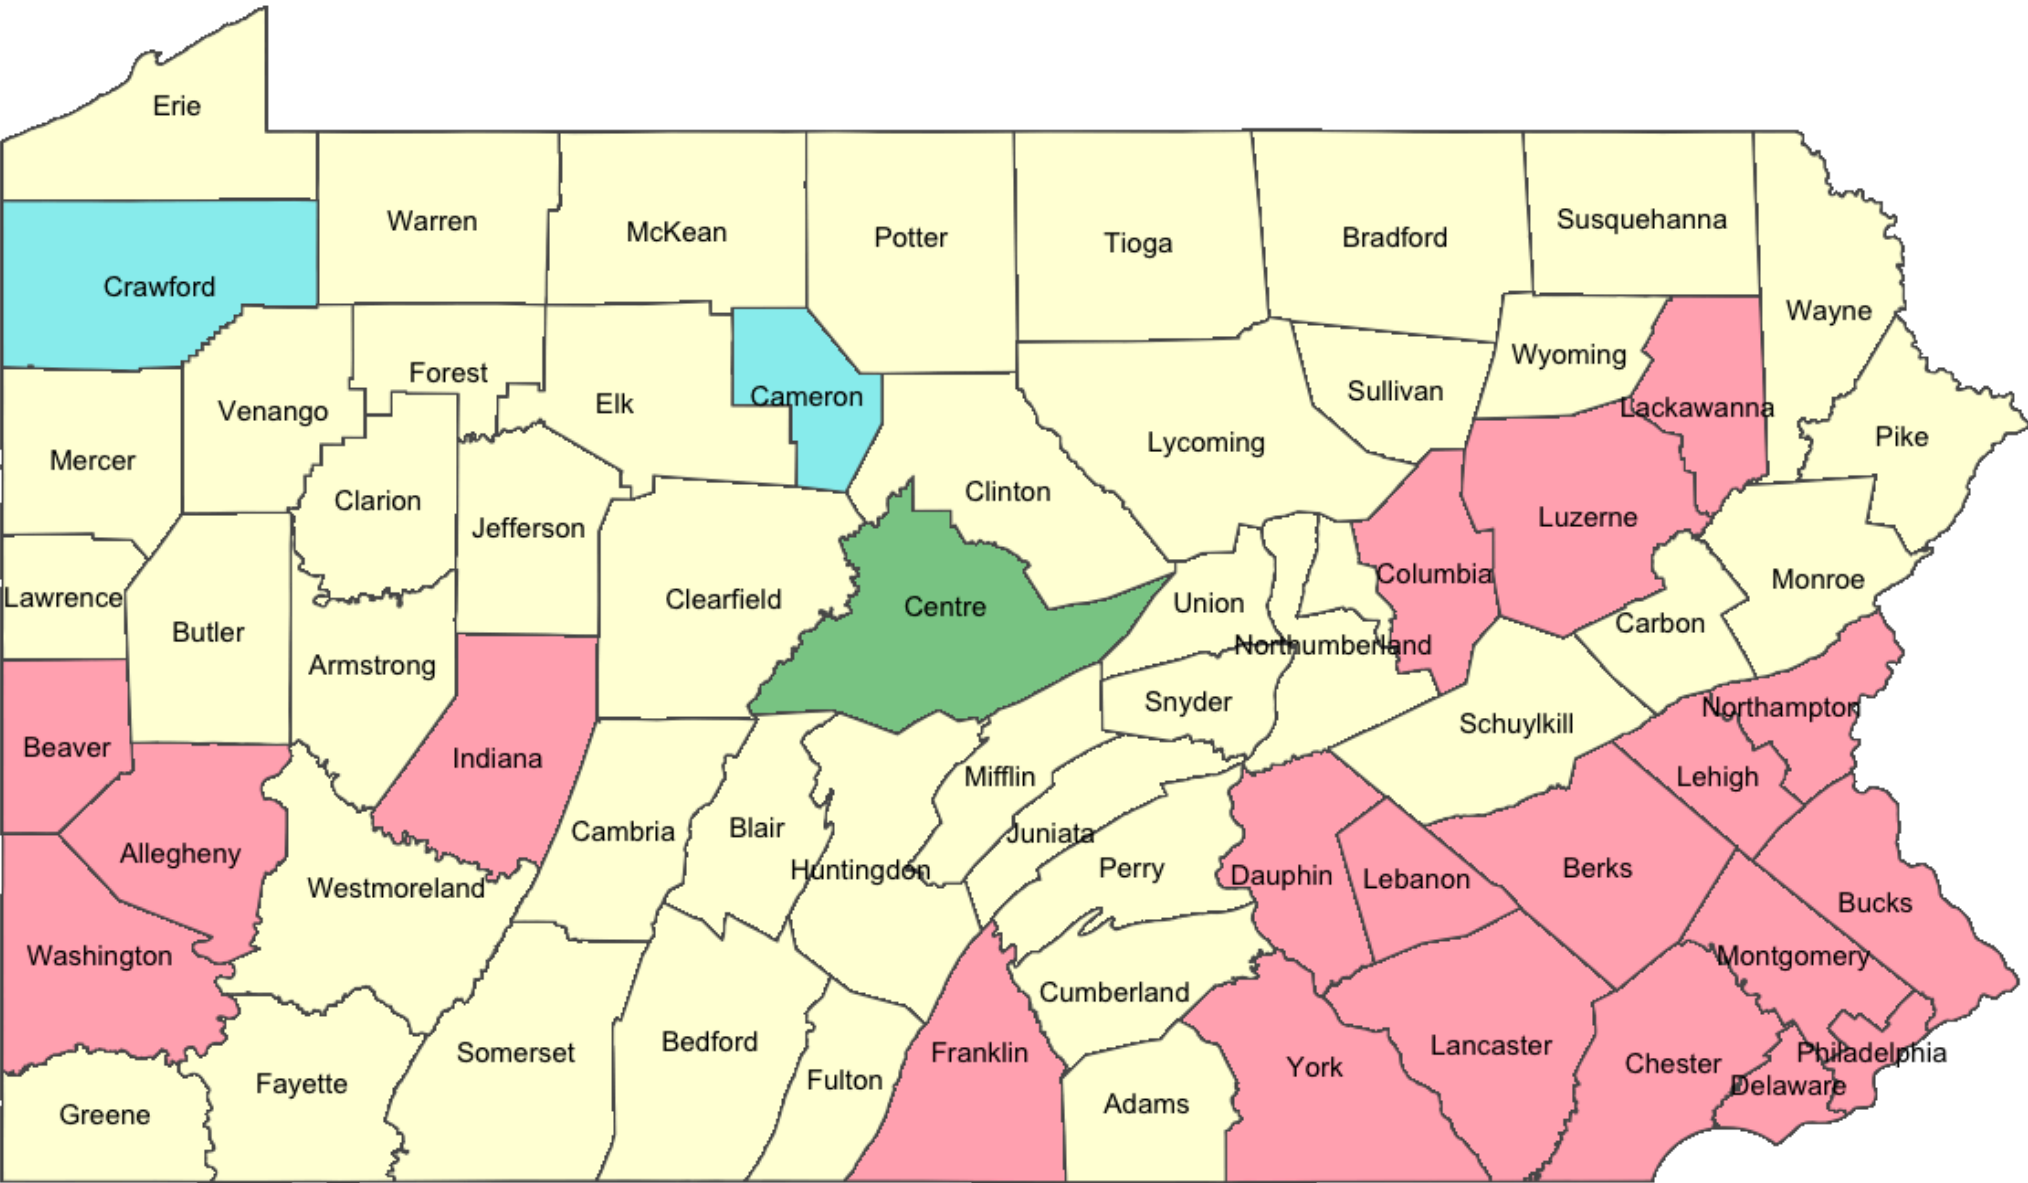 Erie
Warren
McKean
Potter
Tioga
Bradford
Susquehanna
Crawford
Wayne
Wyoming
Forest
Venango
Elk
Cameron
Sullivan
Lackawanna
Mercer
Lycoming
Pike
Clarion
Clinton
Jefferson
Luzerne
Lawrence
Clearfield
Centre
Union
Columbia
Monroe
Butler
Carbon
Armstrong
Northumberland
Snyder
Northampton
Beaver
Indiana
Schuylkill
Mifflin
Lehigh
Allegheny
Cambria
Blair
Juniata
Westmoreland
Huntingdon
Perry
Dauphin
Lebanon
Berks
Bucks
Washington
Montgomery
Cumberland
Somerset
Bedford
Franklin
Lancaster
Philadelphia
Fayette
Fulton
York
Chester
Delaware
Greene
Adams